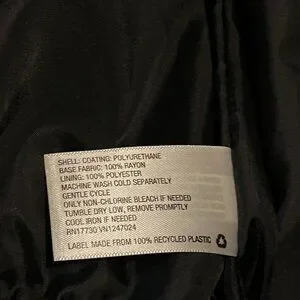 SHELL: COATING: POLYURETHANE
BASE FABRIC: 100% RAYON
LINING: 100% POLYESTER
MACHINE WASH COLD SEPARATELY
GENTLE CYCLE
ONLY NON-CHLORINE BLEACH IF NEEDED
TUMBLE DRY LOW, REMOVE PROMPTLY
COOL IRON IF NEEDED
RN17730 VN1247024
LABEL MADE FROM 100% RECYCLED PLASTIC